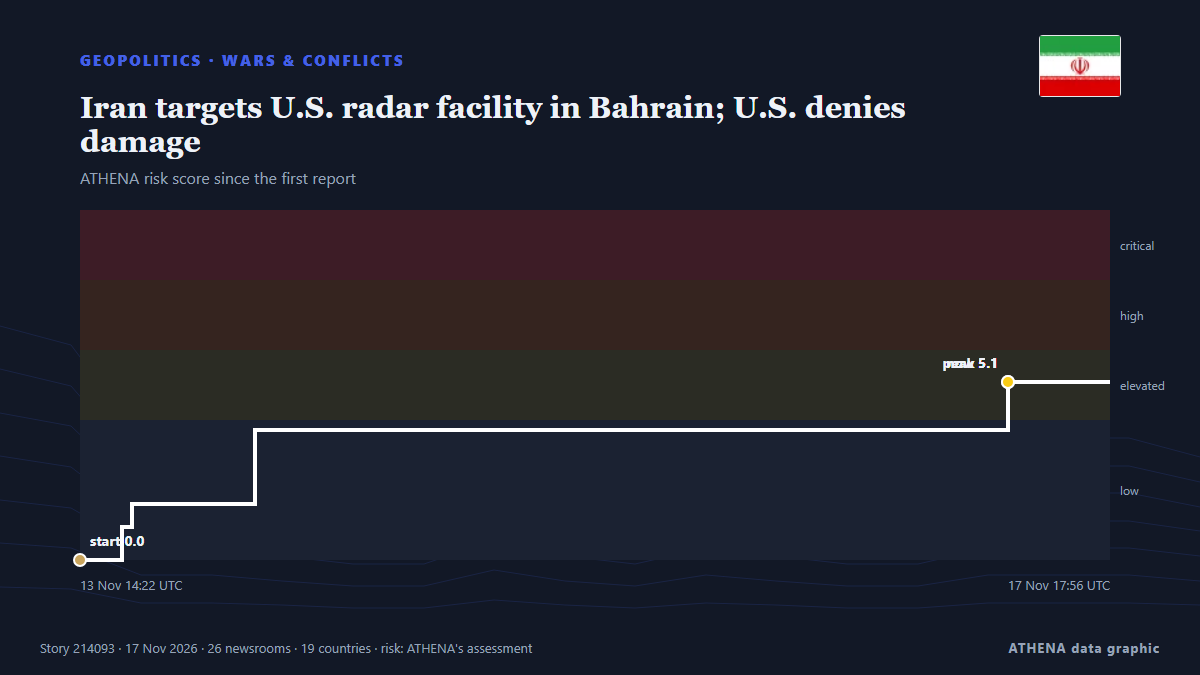 GEOPOLITICS · WARS & CONFLICTS
Iran targets U.S. radar facility in Bahrain; U.S. denies
damage
ATHENA risk score since the first report
critical
high
peak 5.1
elevated
low
start 0.0
13 Nov 14:22 UTC
17 Nov 17:56 UTC
Story 214093 · 17 Nov 2026 · 26 newsrooms · 19 countries · risk: ATHENA's assessment
ATHENA data graphic